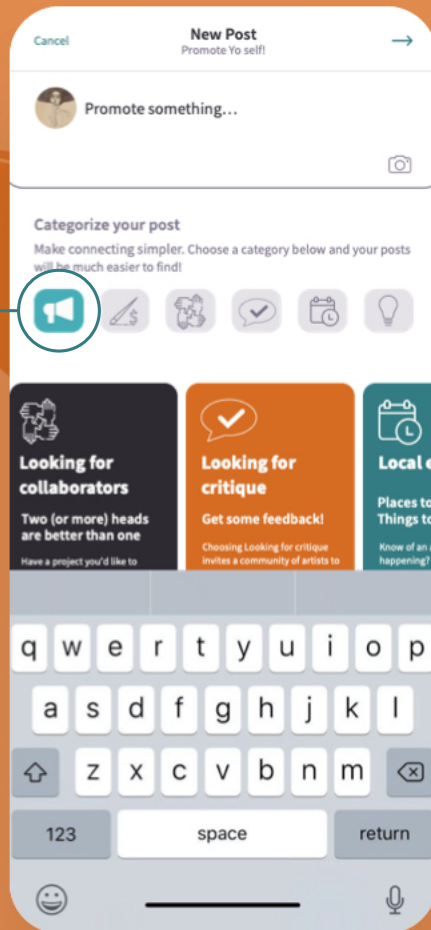 Cancel
New Post
Promote Yo self!
Promote something...
Categorize your post
Make connecting simpler. Choose a category below and your posts
will be much easier to find!
$
Looking for
collaborators
Two (or more) heads
are better than one
Have a project you'd like to
Looking for
critique
Get some feedback!
Choosing Looking for critique
invites a community of artists to
Local e
Places to
Things to
Know of an a
happening?
q w e r t y u i o p
a s d f g h j k l
z x c v b n m
123 space return